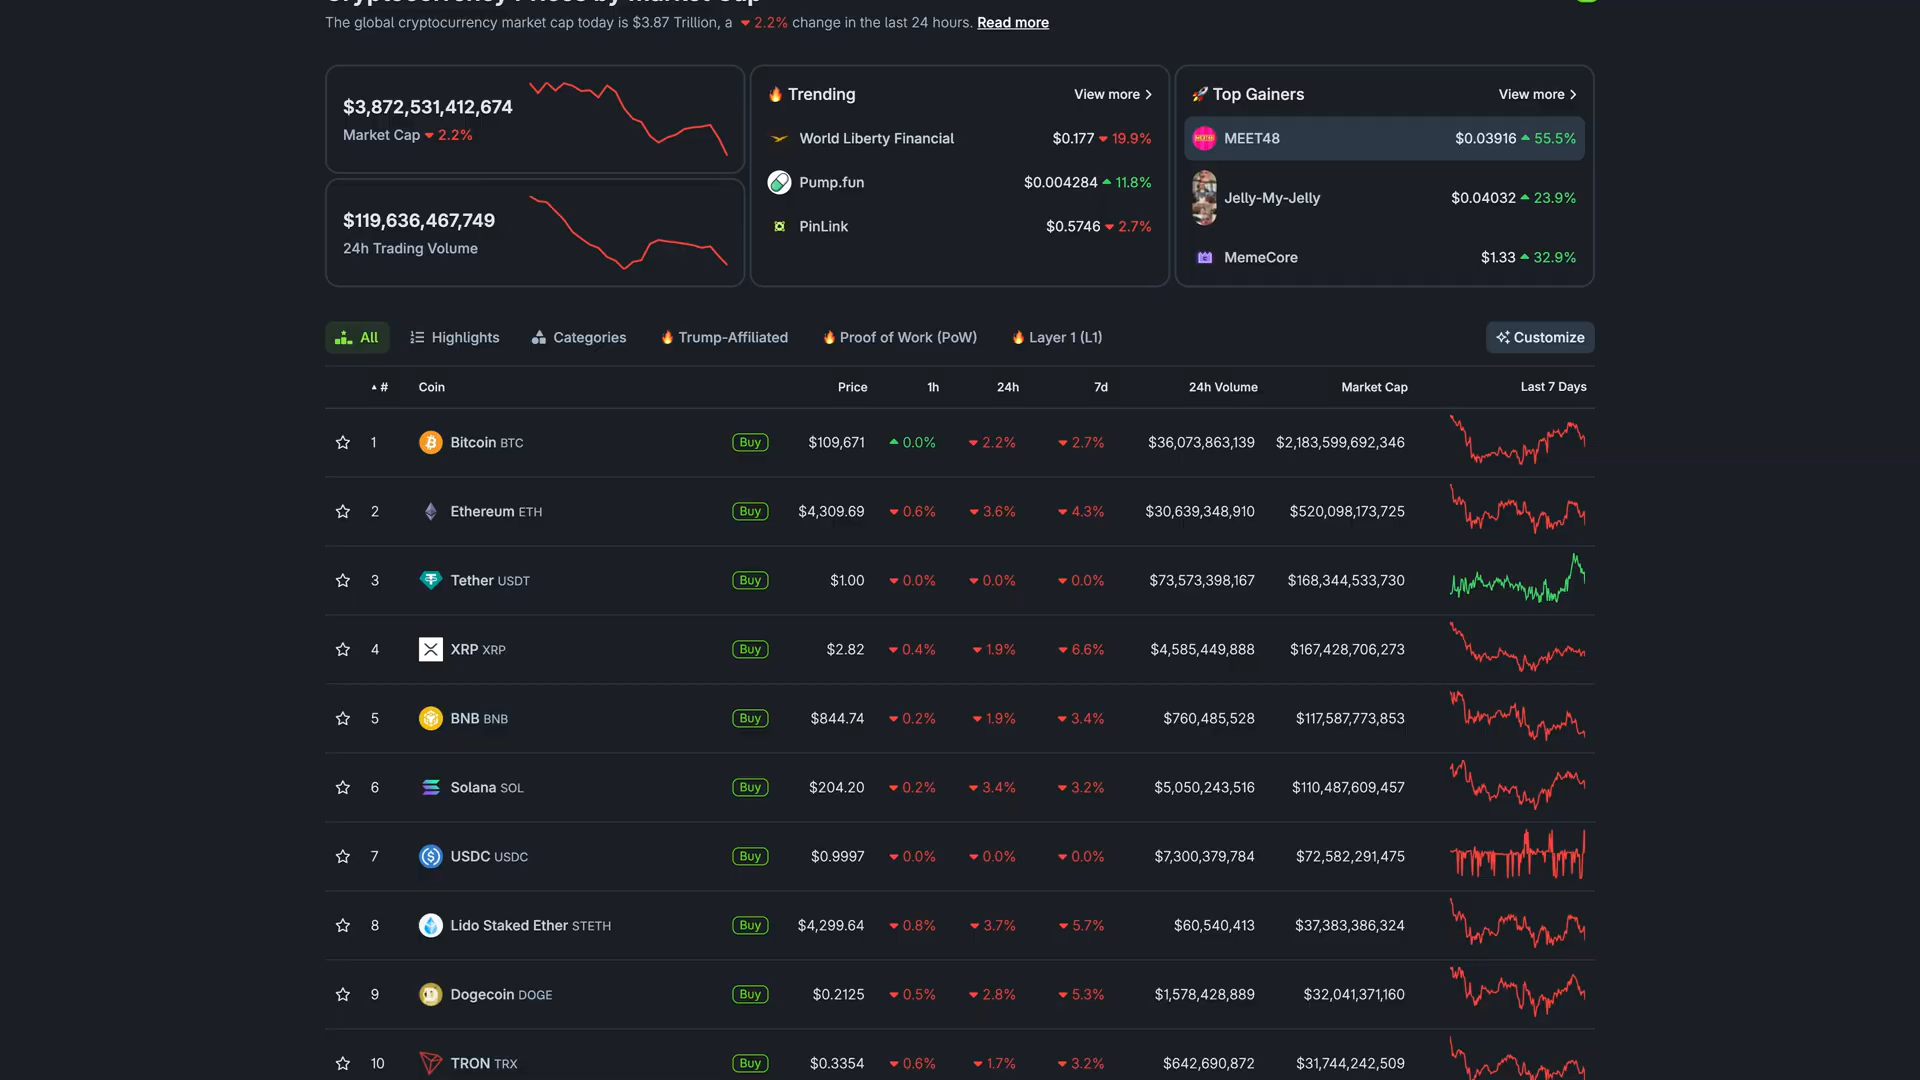 Cryptocurrency Prices by Market Cap
The global cryptocurrency market cap today is $3.87 Trillion, a 2.2% change in the last 24 hours. Read more
$3,872,531,412,674
Market Cap 2.2%
$119,636,467,749
24h Trading Volume
Trending View more
World Liberty Financial $0.177 19.9%
Pump.fun $0.004284 11.8%
PinLink $0.5746 2.7%
Top Gainers View more
MEET48 $0.03916 55.5%
Jelly-My-Jelly $0.04032 23.9%
MemeCore $1.33 32.9%
All Highlights Categories Trump-Affiliated Proof of Work (PoW) Layer 1 (L1) Customize
# Coin Price 1h 24h 7d 24h Volume Market Cap Last 7 Days
1 Bitcoin BTC Buy $109,671 0.0% 2.2% 2.7% $36,073,863,139 $2,183,599,692,346
2 Ethereum ETH Buy $4,309.69 0.6% 3.6% 4.3% $30,639,348,910 $520,098,173,725
3 Tether USDT Buy $1.00 0.0% 0.0% 0.0% $73,573,398,167 $168,344,533,730
4 XRP XRP Buy $2.82 0.4% 1.9% 6.6% $4,585,449,888 $167,428,706,273
5 BNB BNB Buy $844.74 0.2% 1.9% 3.4% $760,485,528 $117,587,773,853
6 Solana SOL Buy $204.20 0.2% 3.4% 3.2% $5,050,243,516 $110,487,609,457
7 USDC USDC Buy $0.9997 0.0% 0.0% 0.0% $7,300,379,784 $72,582,291,475
8 Lido Staked Ether STETH Buy $4,299.64 0.8% 3.7% 5.7% $60,540,413 $37,383,386,324
9 Dogecoin DOGE Buy $0.2125 0.5% 2.8% 5.3% $1,578,428,889 $32,041,371,160
10 TRON TRX Buy $0.3354 0.6% 1.7% 3.2% $642,690,872 $31,744,242,509